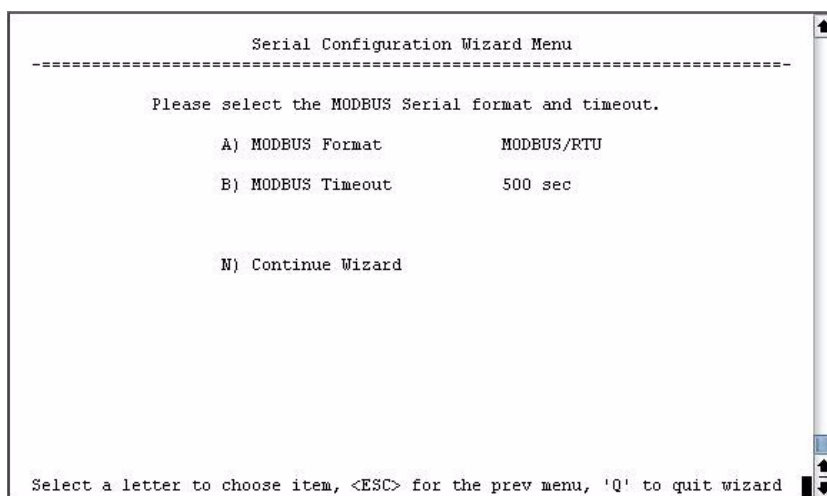 Serial Configuration Wizard Menu
-==============================================================================-
Please select the MODBUS Serial format and timeout.
A) MODBUS Format MODBUS/RTU
B) MODBUS Timeout 500 sec
N) Continue Wizard
Select a letter to choose item, <ESC> for the prev menu, 'Q' to quit wizard